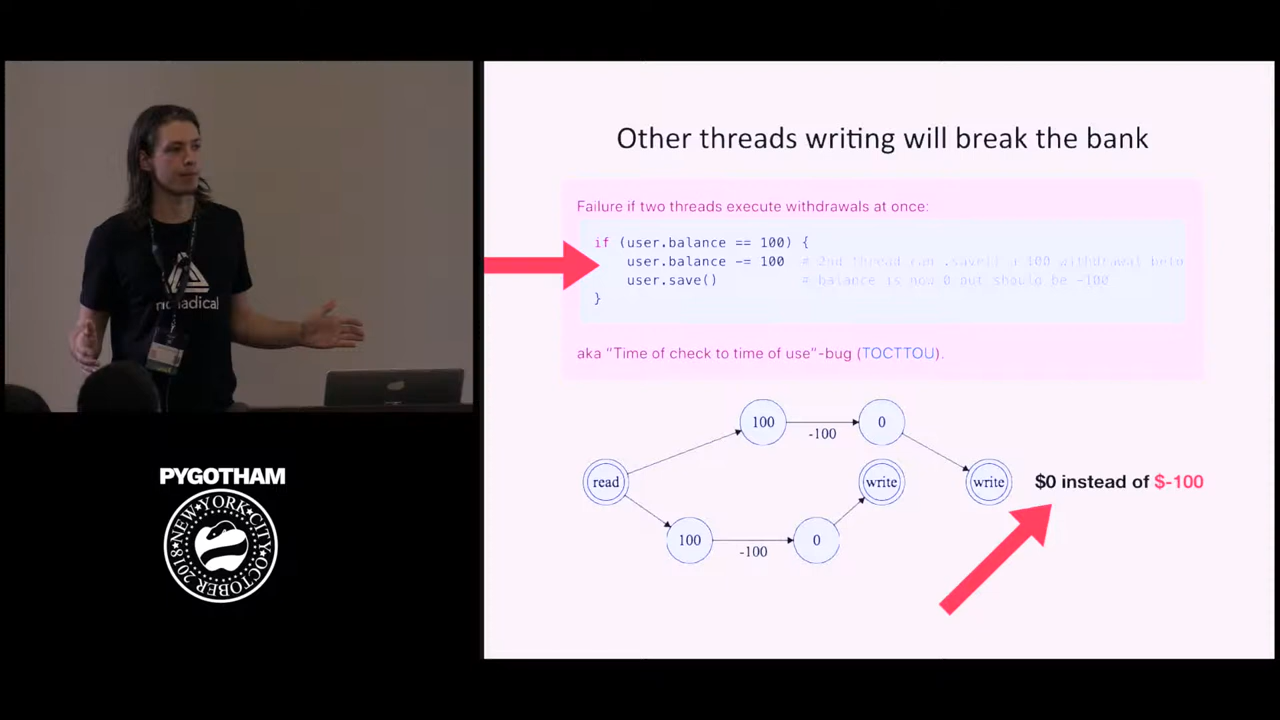 Other threads writing will break the bank
Failure if two threads execute withdrawals at once:
if (user.balance == 100) {
user.balance -= 100 # 2nd thread can .save() a 100 withdrawal
user.save() # balance is now 0 but should be -100
}
aka "Time of check to time of use"-bug (TOCTTOU).
100 -100 0
read write write $0 instead of $-100
100 -100 0
madical
PYGOTHAM
NEW YORK CITY OCTOBER 2018